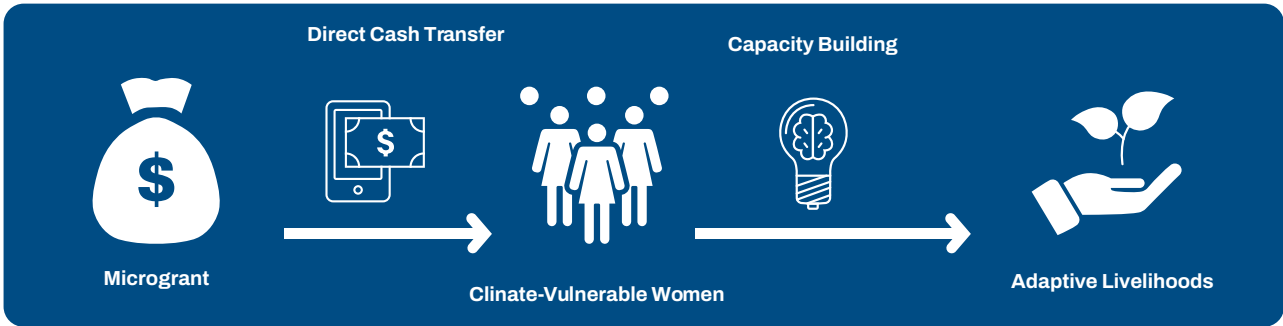 Direct Cash Transfer
Capacity Building
$
$
Microgrant
Clinate-Vulnerable Women
Adaptive Livelihoods